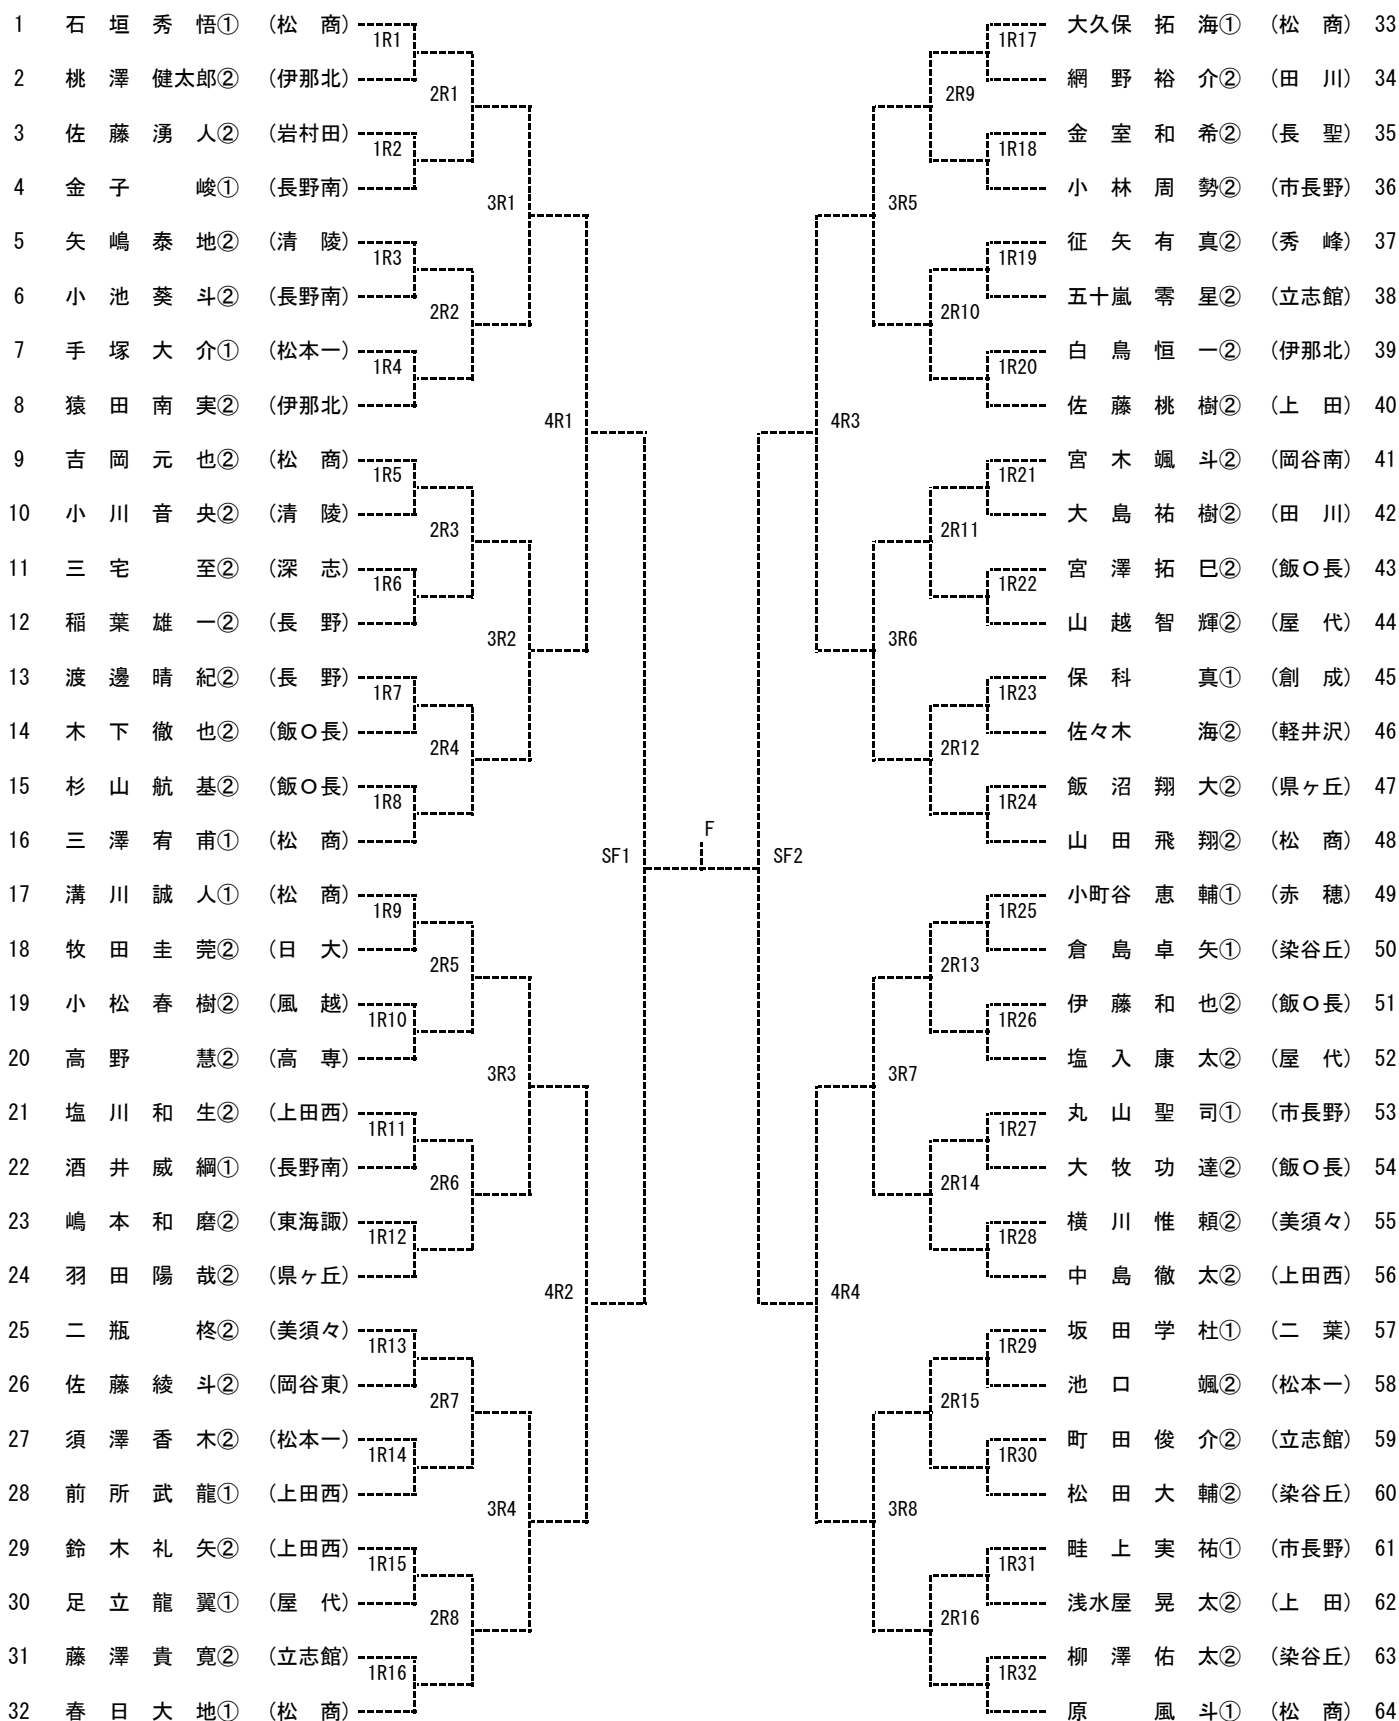 1 石垣秀悟① (松商)
1R1
2 桃澤健太郎② (伊那北)
2R1
3 佐藤湧人② (岩村田)
1R2
4 金子峻① (長野南)
3R1
5 矢嶋泰地② (清陵)
1R3
6 小池葵斗② (長野南)
2R2
7 手塚大介① (松本一)
1R4
8 猿田南実② (伊那北)
4R1
9 吉岡元也② (松商)
1R5
10 小川音央② (清陵)
2R3
11 三宅至② (深志)
1R6
12 稲葉雄一② (長野)
3R2
13 渡邊晴紀② (長野)
1R7
14 木下徹也② (飯O長)
2R4
15 杉山航基② (飯O長)
1R8
16 三澤宥甫① (松商)
SF1
17 溝川誠人① (松商)
1R9
18 牧田圭莞② (日大)
2R5
19 小松春樹② (風越)
1R10
20 高野慧② (高専)
3R3
21 塩川和生② (上田西)
1R11
22 酒井威綱① (長野南)
2R6
23 嶋本和磨② (東海諏)
1R12
24 羽田陽哉② (県ヶ丘)
4R2
25 二瓶柊② (美須々)
1R13
26 佐藤綾斗② (岡谷東)
2R7
27 須澤香木② (松本一)
1R14
28 前所武龍① (上田西)
3R4
29 鈴木礼矢② (上田西)
1R15
30 足立龍翼① (屋代)
2R8
31 藤澤貴寛② (立志館)
1R16
32 春日大地① (松商)
F
大久保拓海① (松商) 33
1R17
網野裕介② (田川) 34
2R9
金室和希② (長聖) 35
1R18
小林周勢② (市長野) 36
3R5
征矢有真② (秀峰) 37
1R19
五十嵐零星② (立志館) 38
2R10
白鳥恒一② (伊那北) 39
1R20
佐藤桃樹② (上田) 40
4R3
宮木颯斗② (岡谷南) 41
1R21
大島祐樹② (田川) 42
2R11
宮澤拓巳② (飯O長) 43
1R22
山越智輝② (屋代) 44
3R6
保科真① (創成) 45
1R23
佐々木海② (軽井沢) 46
2R12
飯沼翔大② (県ヶ丘) 47
1R24
山田飛翔② (松商) 48
SF2
小町谷恵輔① (赤穂) 49
1R25
倉島卓矢① (染谷丘) 50
2R13
伊藤和也② (飯O長) 51
1R26
塩入康太② (屋代) 52
3R7
丸山聖司① (市長野) 53
1R27
大牧功達② (飯O長) 54
2R14
横川惟頼② (美須々) 55
1R28
中島徹太② (上田西) 56
4R4
坂田学杜① (二葉) 57
1R29
池口颯② (松本一) 58
2R15
町田俊介② (立志館) 59
1R30
松田大輔② (染谷丘) 60
3R8
畦上実祐① (市長野) 61
1R31
浅水屋晃太② (上田) 62
2R16
柳澤佑太② (染谷丘) 63
1R32
原風斗① (松商) 64